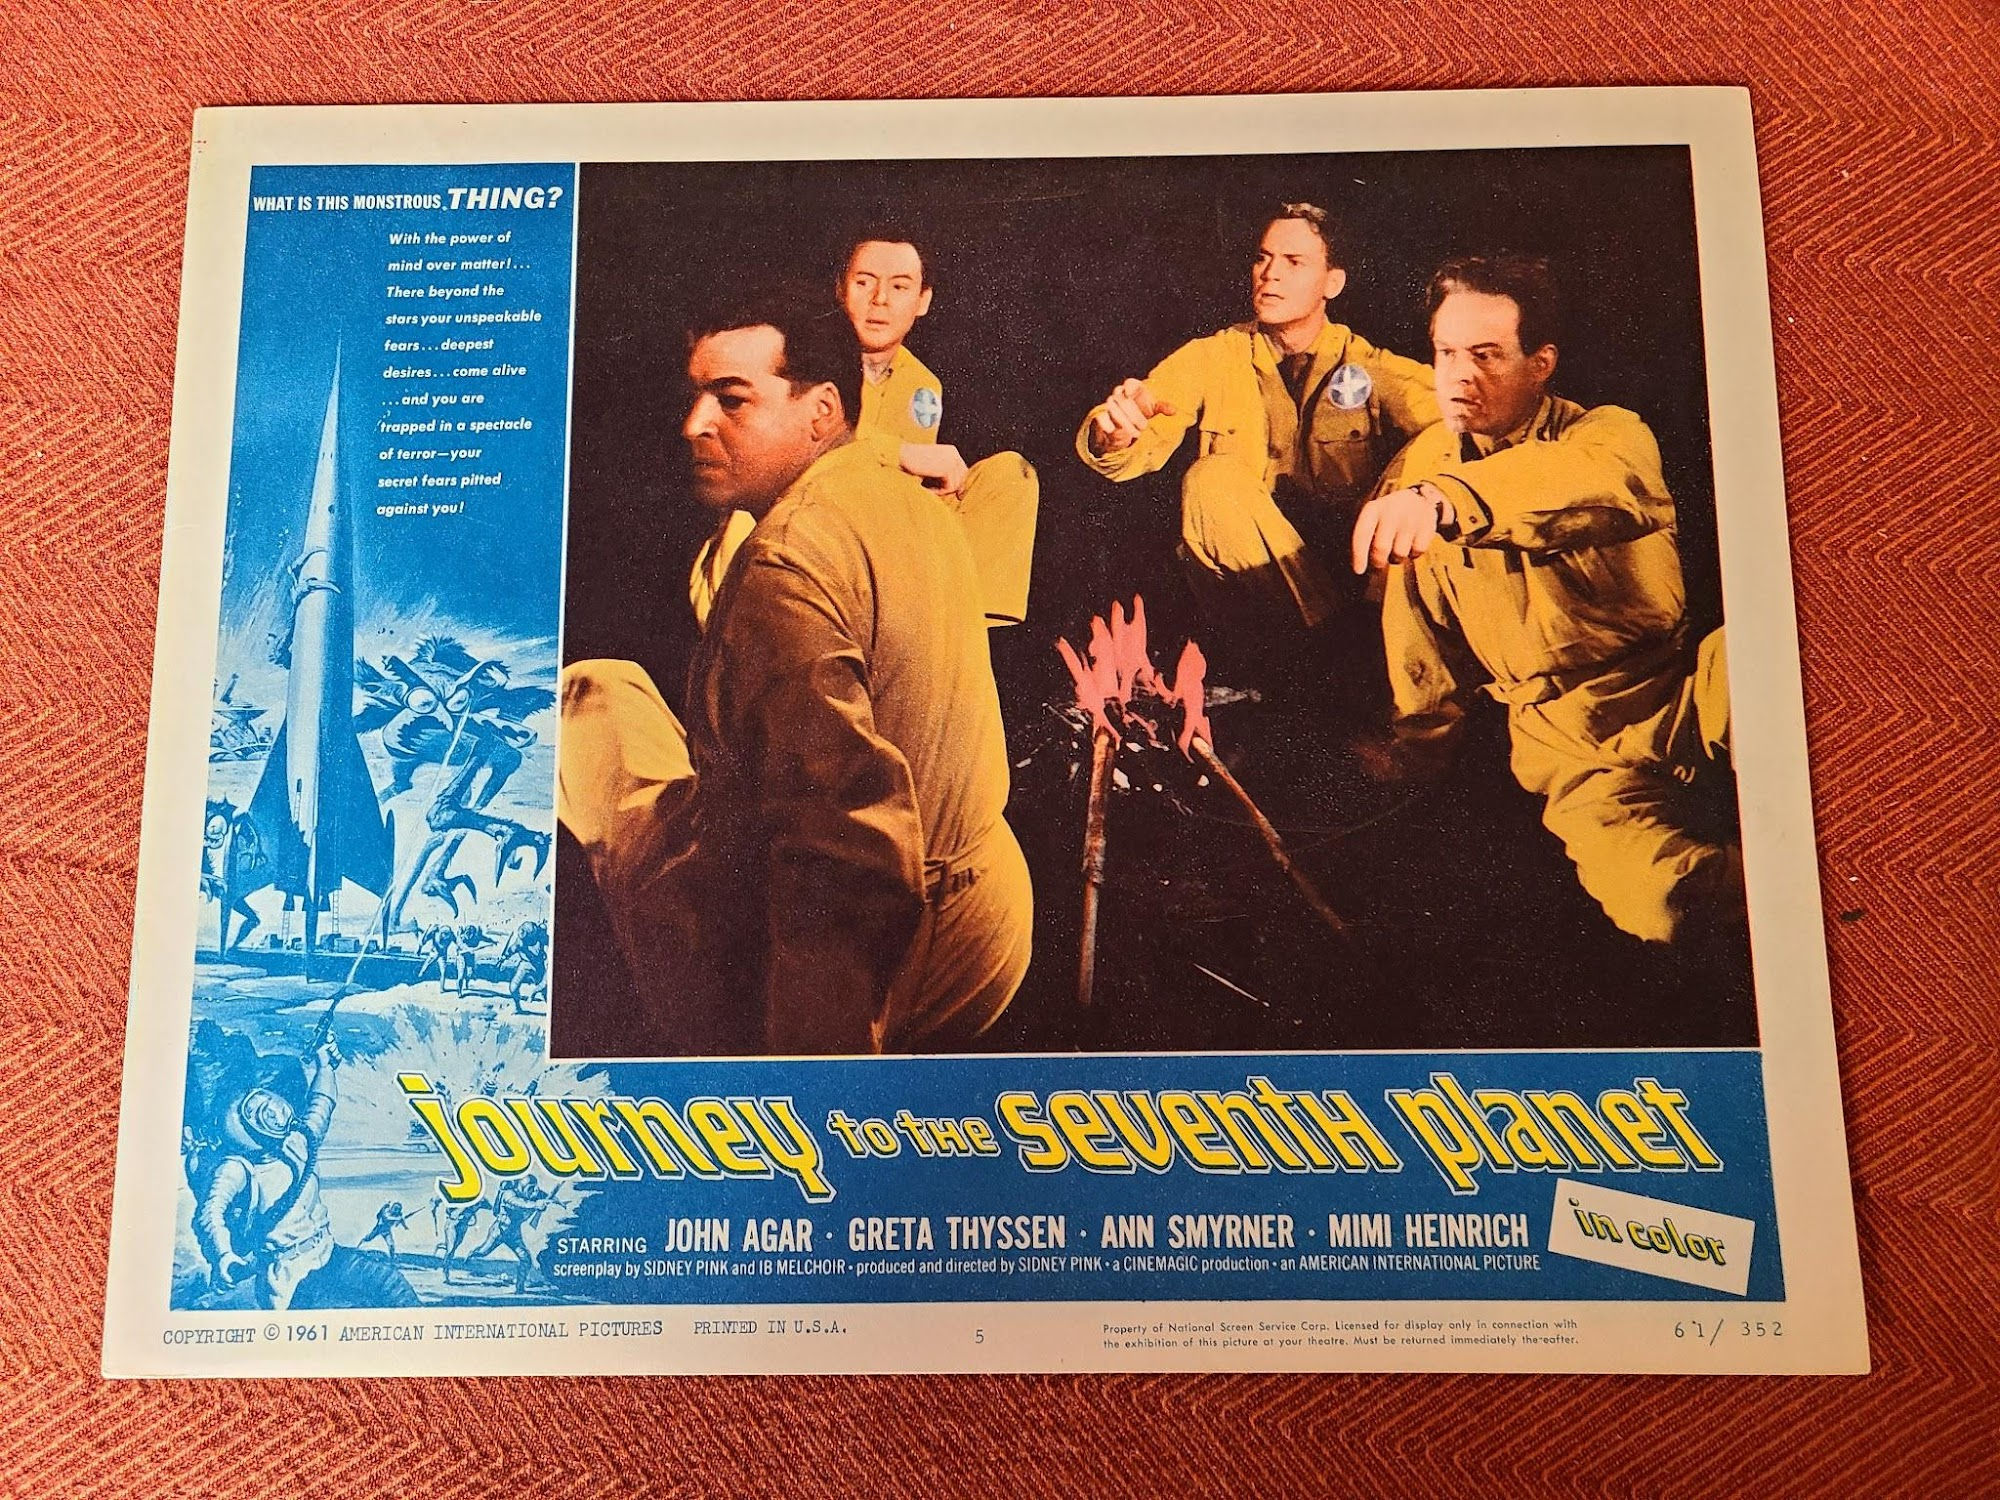 WHAT IS THIS MONSTROUS THING?
With the power of
mind over matter!...
There beyond the
stars your unspeakable
fears...deepest
desires...come alive
...and you are
trapped in a spectacle
of terror—your
secret fears pitted
against you!
journey to the seventh planet
in color
STARRING JOHN AGAR · GRETA THYSSEN · ANN SMYRNER · MIMI HEINRICH
screenplay by SIDNEY PINK and IB MELCHOIR · produced and directed by SIDNEY PINK · a CINEMAGIC production · an AMERICAN INTERNATIONAL PICTURE
COPYRIGHT © 1961 AMERICAN INTERNATIONAL PICTURES PRINTED IN U.S.A.
5
Property of National Screen Service Corp. Licensed for display only in connection with
the exhibition of this picture at your theatre. Must be returned immediately thereafter.
61/352